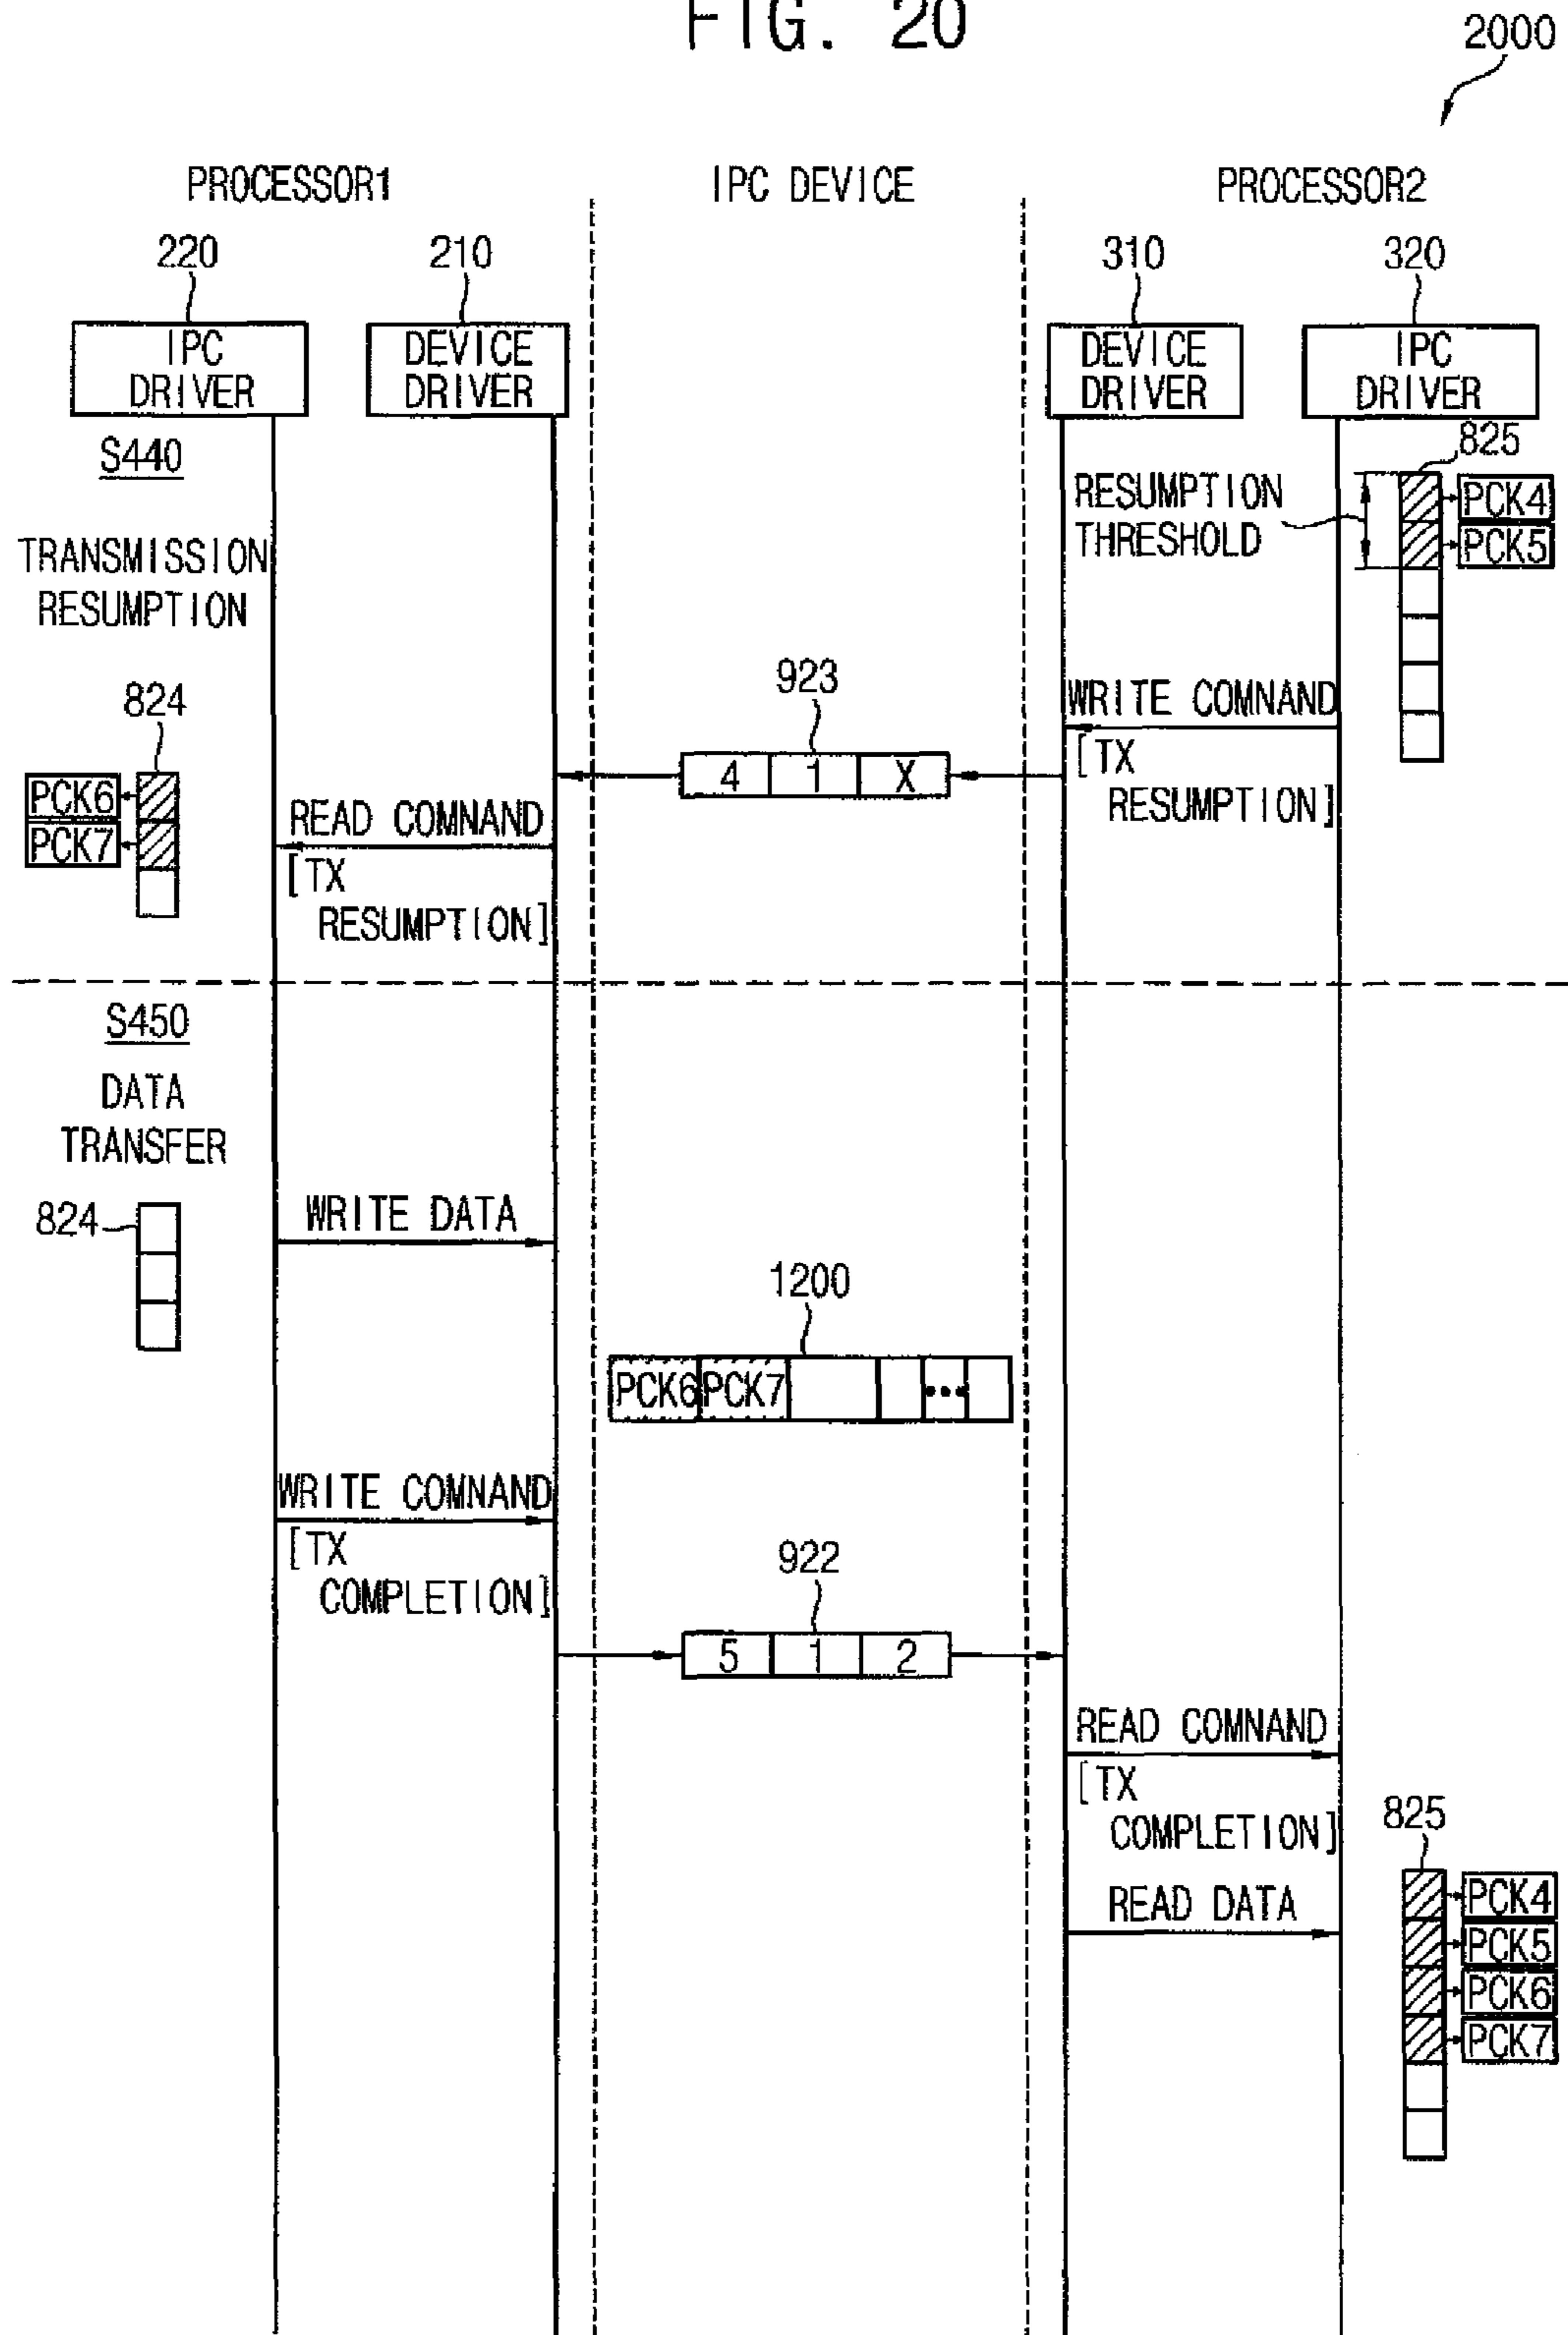 FIG. 20
2000
PROCESSOR1
IPC DEVICE
PROCESSOR2
220
210
310
320
IPC
DRIVER
DEVICE
DRIVER
DEVICE
DRIVER
IPC
DRIVER
S440
825
RESUMPTION
THRESHOLD
PCK4
PCK5
TRANSMISSION
RESUMPTION
923
WRITE COMNAND
[TX
RESUMPTION]
824
4 1 X
PCK6
PCK7
READ COMNAND
[TX
RESUMPTION]
S450
DATA
TRANSFER
824
WRITE DATA
1200
PCK6 PCK7 •••
WRITE COMNAND
[TX
COMPLETION]
922
5 1 2
READ COMNAND
[TX
COMPLETION]
825
READ DATA
PCK4
PCK5
PCK6
PCK7